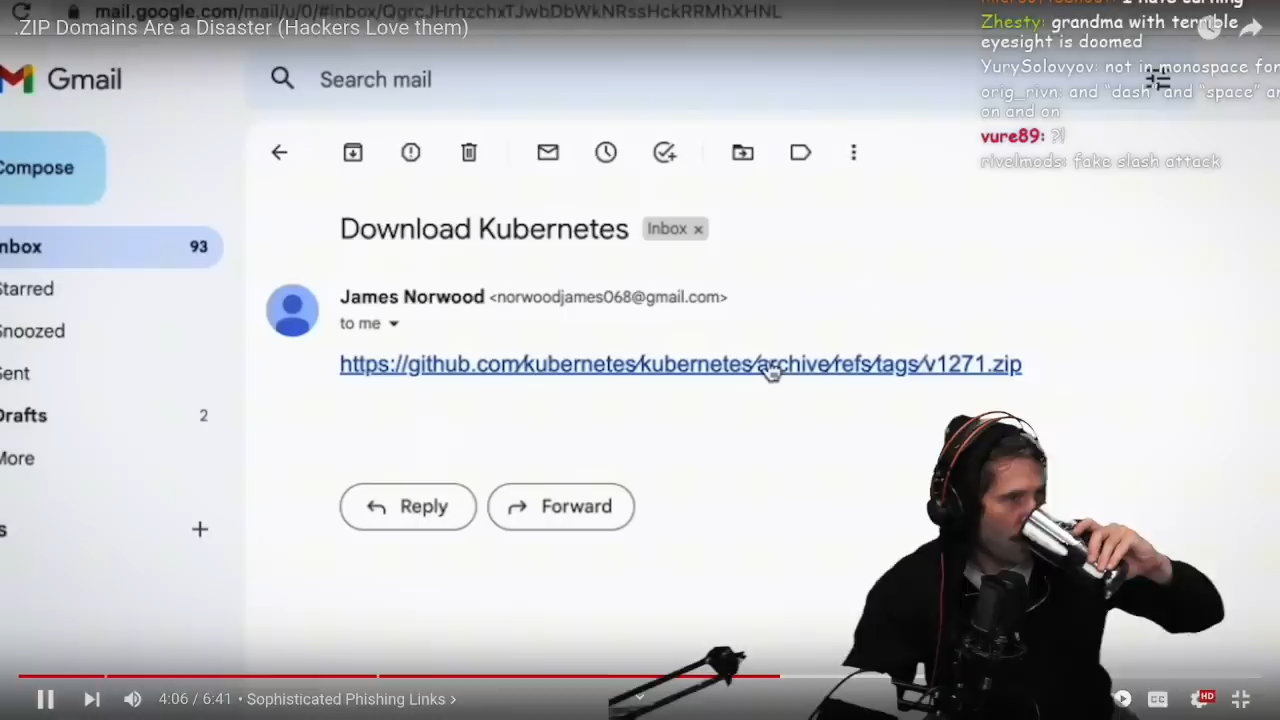 mail.google.com/mail/u/0/#inbox/QgrcJHrhzchxTJwbDbWkNRssHckRRMhXHNL
.ZIP Domains Are a Disaster (Hackers Love them)
Zhesty: grandma with terrible
eyesight is doomed
YurySolovyov: not in monospace for
orig_rivn: and "dash" and "space" a
on and on
vure89: ?!
rivelmods: fake slash attack
Gmail
Search mail
Compose
nbox 93
Starred
Snoozed
Sent
Drafts 2
More
s
Download Kubernetes Inbox ×
James Norwood <norwoodjames068@gmail.com>
to me
https://github.com∕kubernetes∕kubernetes∕archive∕refs∕tags∕v1271.zip
Reply Forward
4:06 / 6:41 • Sophisticated Phishing Links ›
CC
HD